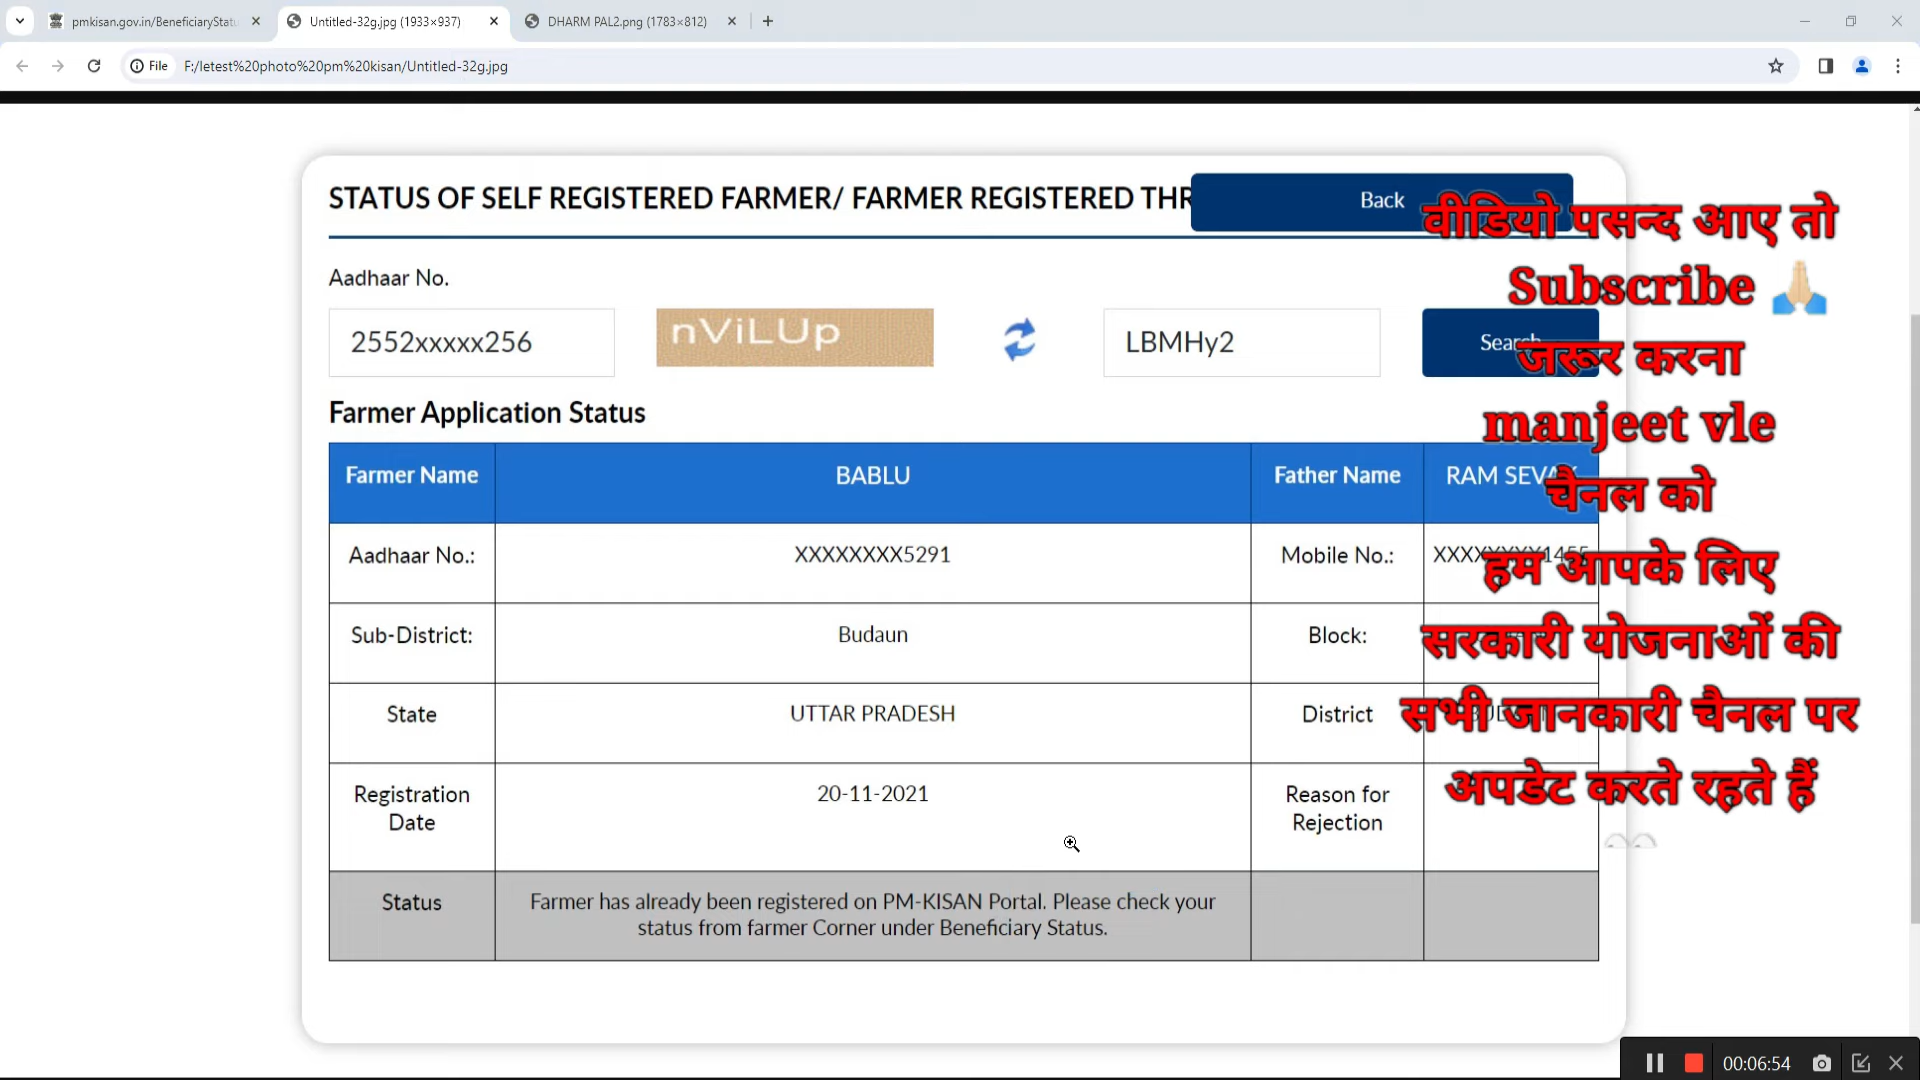 pmkisan.gov.in/BeneficiaryStatu
Untitled-32g.jpg (1933×937)
DHARM PAL2.png (1783×812)
File
F:/letest%20photo%20pm%20kisan/Untitled-32g.jpg
STATUS OF SELF REGISTERED FARMER/ FARMER REGISTERED THR
Back
वीडियो पसन्द आए तो
Subscribe 🙏
जरूर करना
manjeet vle
चैनल को
हम आपके लिए
सरकारी योजनाओं की
सभी जानकारी चैनल पर
अपडेट करते रहते हैं
Aadhaar No.
2552xxxxx256
nViLUp
LBMHy2
Search
Farmer Application Status
Farmer Name
BABLU
Father Name
RAM
Aadhaar No.:
XXXXXXXX5291
Mobile No.:
Sub-District:
Budaun
Block:
State
UTTAR PRADESH
District
Registration
Date
20-11-2021
Reason for
Rejection
Status
Farmer has already been registered on PM-KISAN Portal. Please check your
status from farmer Corner under Beneficiary Status.
00:06:54